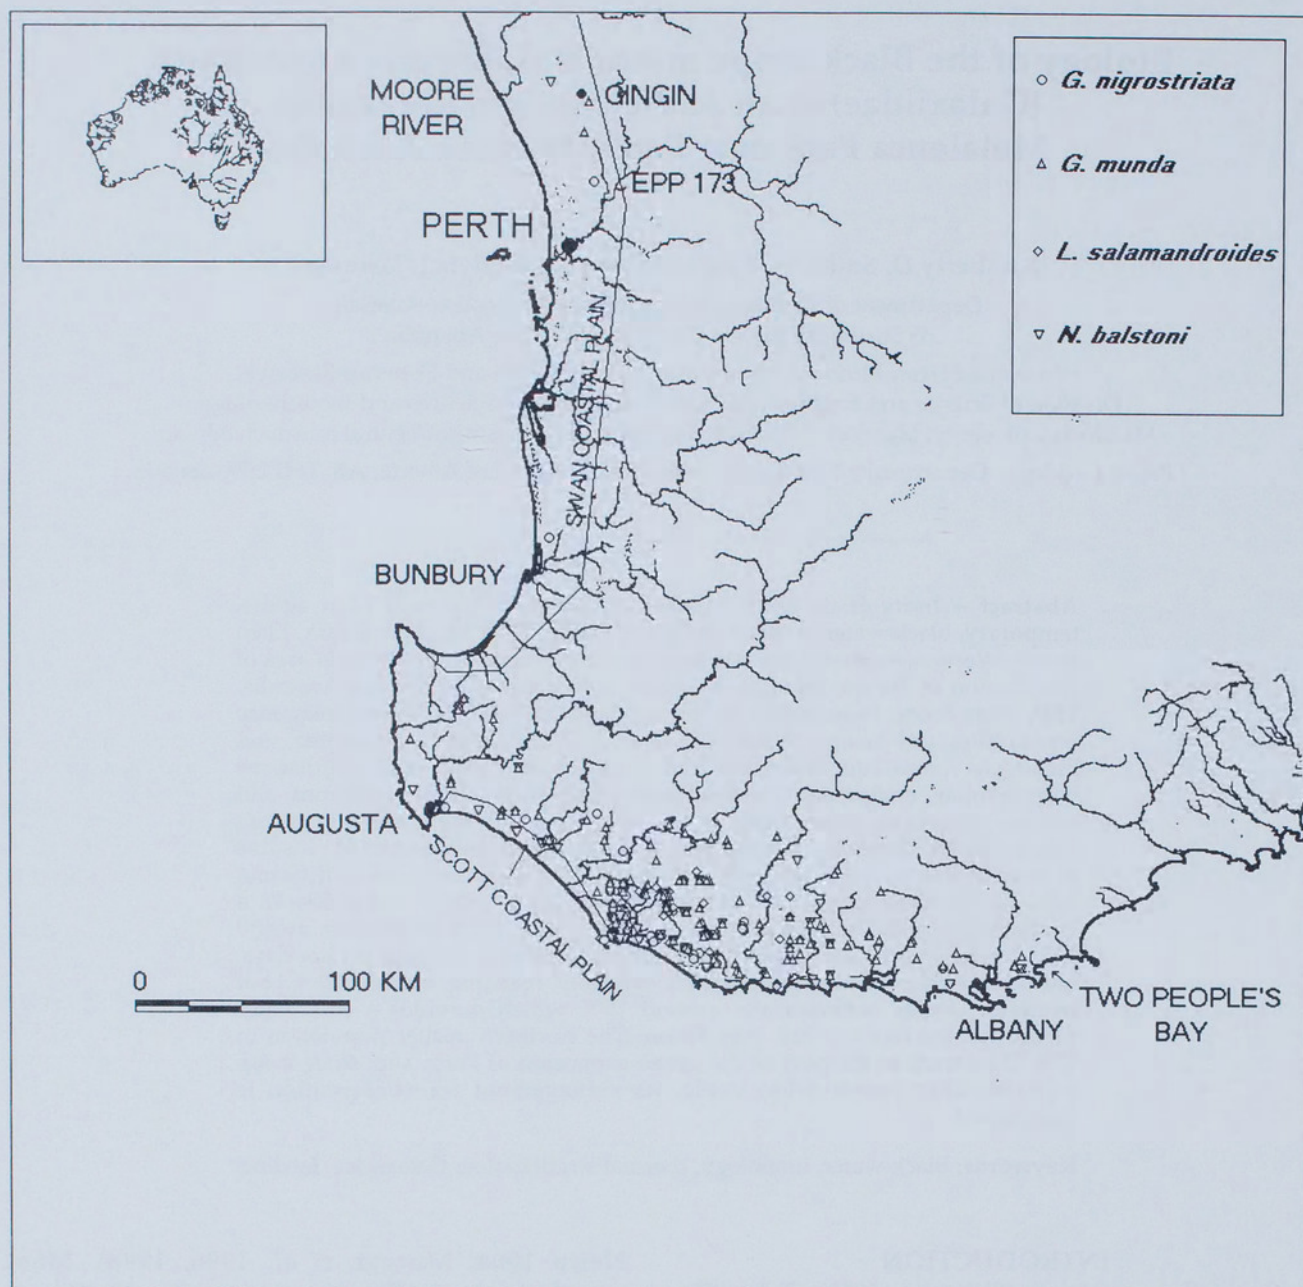 MOORE
RIVER
GINGIN
EPP 173
PERTH
SWAN COASTAL PLAIN
BUNBURY
AUGUSTA
SCOTT COASTAL PLAIN
0 100 KM
ALBANY
TWO PEOPLE'S
BAY
G. nigrostriata
G. munda
L. salamandroides
N. balstoni